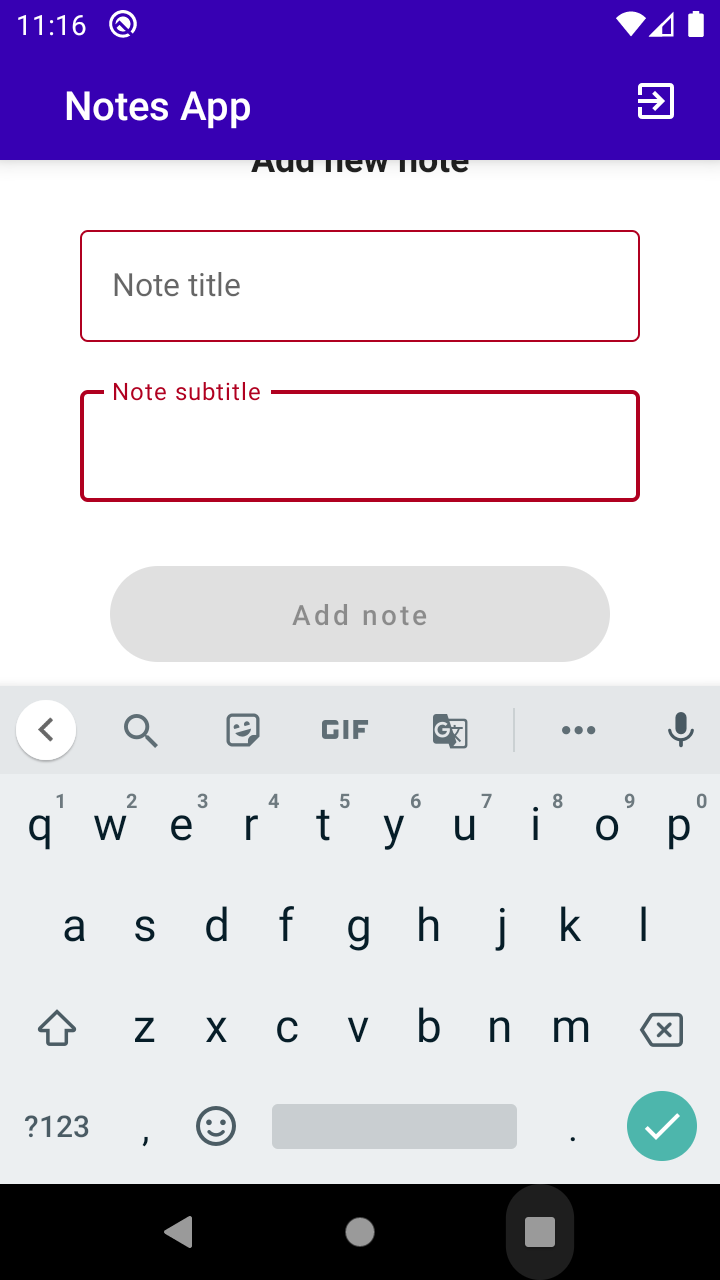 11:16
Notes App
Add new note
Note title
Note subtitle
Add note
GIF
G
1 2 3 4 5 6 7 8 9 0
q w e r t y u i o p
a s d f g h j k l
z x c v b n m
?123 , .